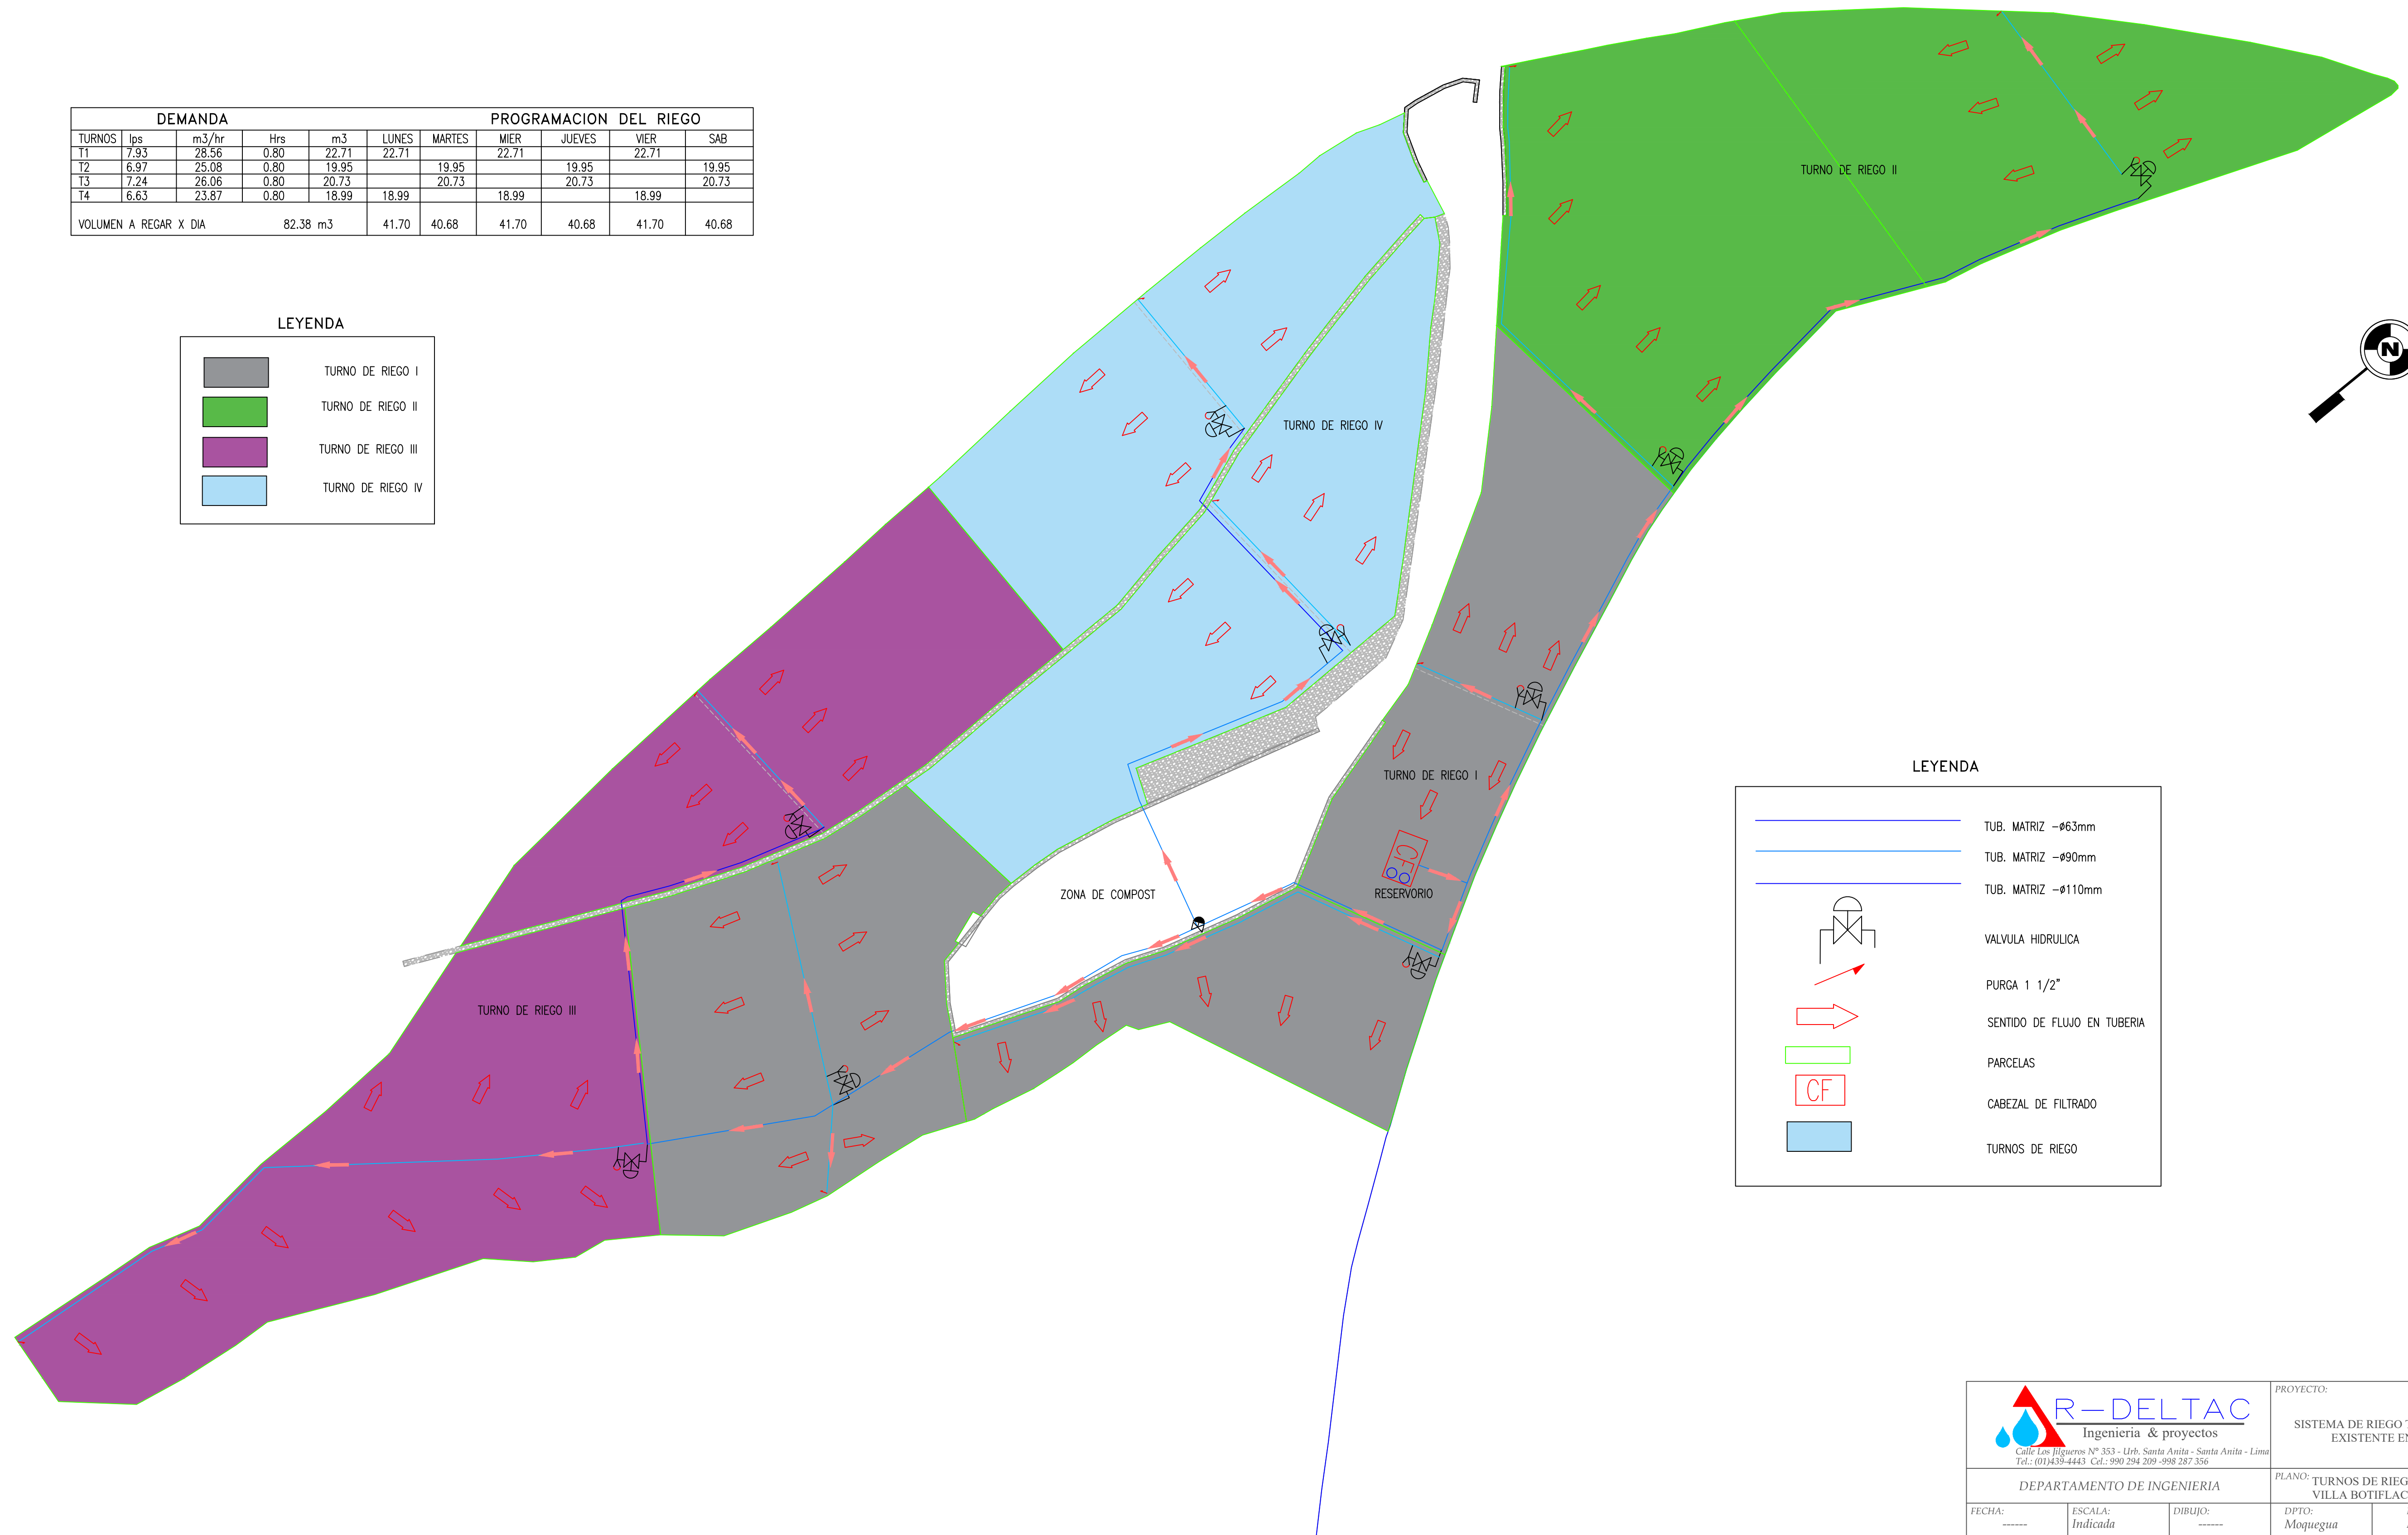 DEMANDA PROGRAMACION DEL RIEGO
TURNOS lps m3/hr Hrs m3 LUNES MARTES MIER JUEVES VIER SAB
T1 7.93 28.56 0.80 22.71 22.71 22.71 22.71
T2 6.97 25.08 0.80 19.95 19.95 19.95 19.95
T3 7.24 26.06 0.80 20.73 20.73 20.73 20.73
T4 6.63 23.87 0.80 18.99 18.99 18.99 18.99
VOLUMEN A REGAR X DIA 82.38 m3 41.70 40.68 41.70 40.68 41.70 40.68
LEYENDA
TURNO DE RIEGO I
TURNO DE RIEGO II
TURNO DE RIEGO III
TURNO DE RIEGO IV
TURNO DE RIEGO II
N
TURNO DE RIEGO IV
TURNO DE RIEGO I
CF
RESERVORIO
ZONA DE COMPOST
TURNO DE RIEGO III
LEYENDA
TUB. MATRIZ -ø63mm
TUB. MATRIZ -ø90mm
TUB. MATRIZ -ø110mm
VALVULA HIDRULICA
PURGA 1 1/2"
SENTIDO DE FLUJO EN TUBERIA
PARCELAS
CF
CABEZAL DE FILTRADO
TURNOS DE RIEGO
R-DELTAC
Ingenieria & proyectos
Calle Los Jilgueros Nº 353 - Urb. Santa Anita - Santa Anita - Lima
Tel.: (01)439-4443 Cel.: 990 294 209 -998 287 356
DEPARTAMENTO DE INGENIERIA
FECHA:
------
ESCALA:
Indicada
DIBUJO:
------
PROYECTO:
SISTEMA DE RIEGO
EXISTENTE
PLANO:
TURNOS DE
VILLA
DPTO:
Moquegua